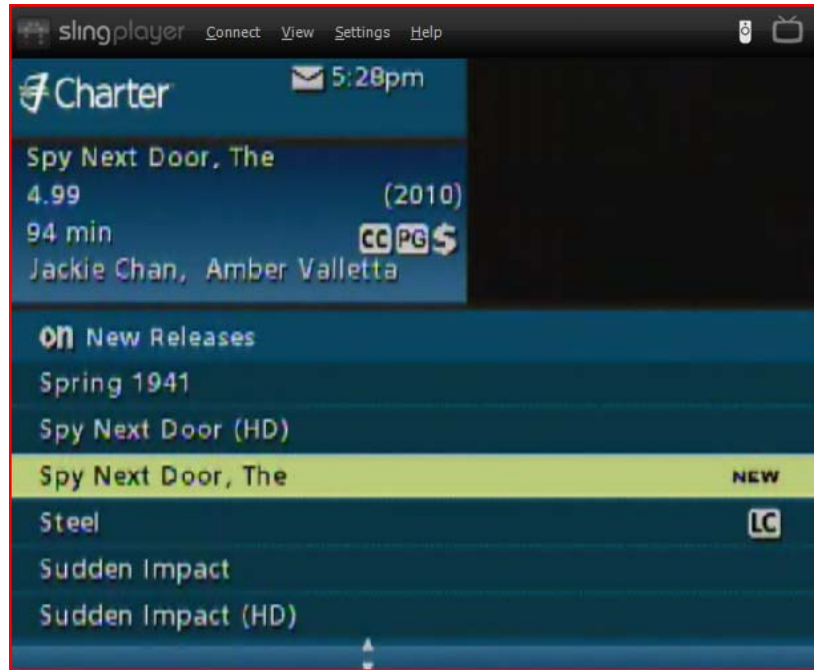 slingplayer Connect View Settings Help
Charter 5:28pm
Spy Next Door, The
4.99 (2010)
94 min CC PG $
Jackie Chan, Amber Valletta
on New Releases
Spring 1941
Spy Next Door (HD)
Spy Next Door, The NEW
Steel LC
Sudden Impact
Sudden Impact (HD)